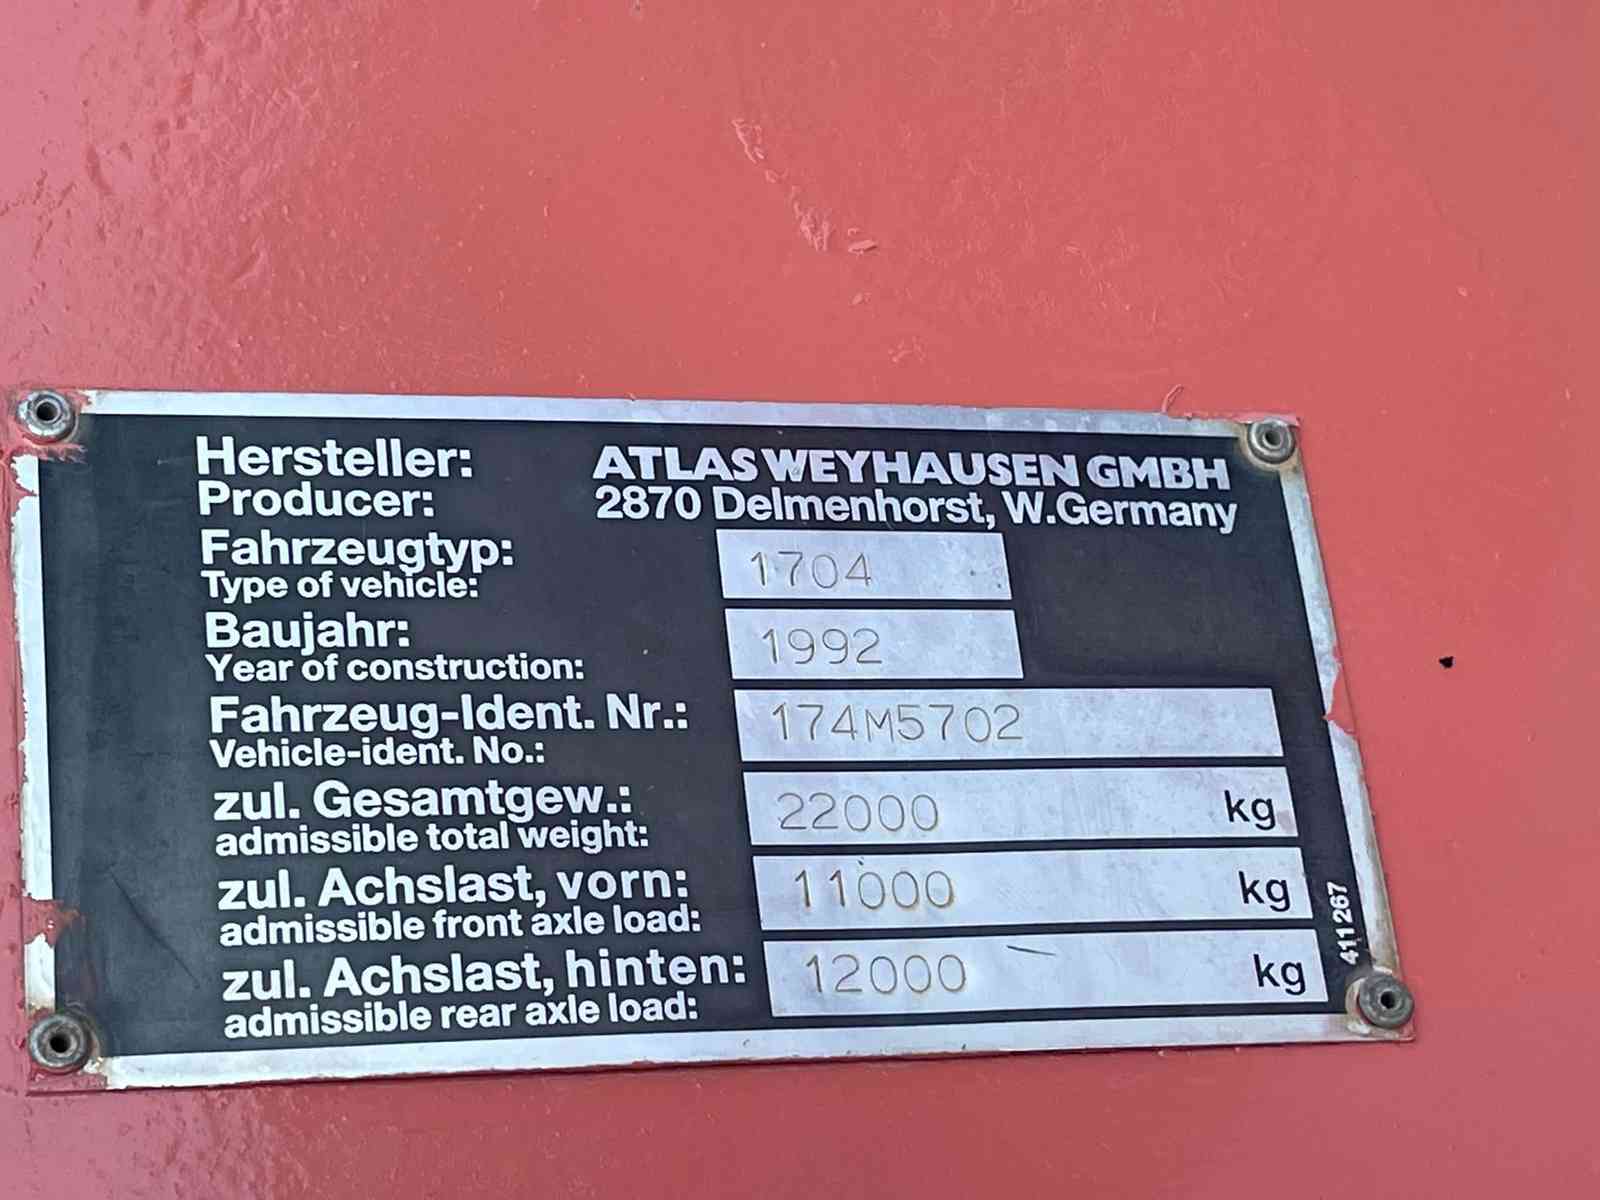 Hersteller: ATLAS WEYHAUSEN GMBH
Producer: 2870 Delmenhorst, W.Germany
Fahrzeugtyp: 1704
Type of vehicle:
Baujahr: 1992
Year of construction:
Fahrzeug-Ident. Nr.: 174M5702
Vehicle-ident. No.:
zul. Gesamtgew.: 22000 kg
admissible total weight:
zul. Achslast, vorn: 11000 kg
admissible front axle load:
zul. Achslast, hinten: 12000 kg
admissible rear axle load:
411267